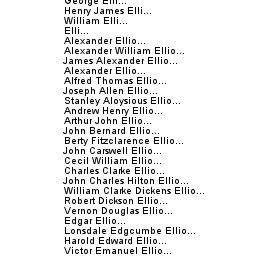 George Elli...
Henry James Elli...
William Elli...
Elli...
Alexander Ellio...
Alexander William Ellio...
James Alexander Ellio...
Alexander Ellio...
Alfred Thomas Ellio...
Joseph Allen Ellio...
Stanley Aloysious Ellio...
Andrew Henry Ellio...
Arthur John Ellio...
John Bernard Ellio...
Berty Fitzclarence Ellio...
John Carswell Ellio...
Cecil William Ellio...
Charles Clarke Ellio...
John Charles Hilton Ellio...
William Clarke Dickens Ellio...
Robert Dickson Ellio...
Vernon Douglas Ellio...
Edgar Ellio...
Lonsdale Edgcumbe Ellio...
Harold Edward Ellio...
Victor Emanuel Ellio...